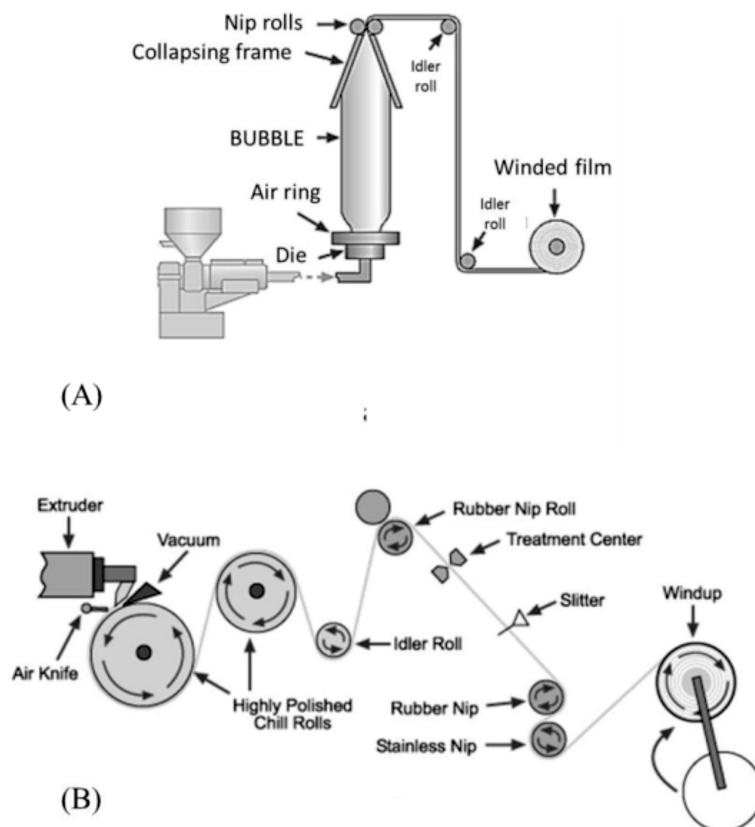 Nip rolls
Collapsing frame
Idler
roll
BUBBLE
Winded film
Air ring
Idler
roll
Die
(A)
Extruder
Vacuum
Rubber Nip Roll
Treatment Center
Slitter
Windup
Air Knife
Idler Roll
Highly Polished
Chill Rolls
Rubber Nip
Stainless Nip
(B)